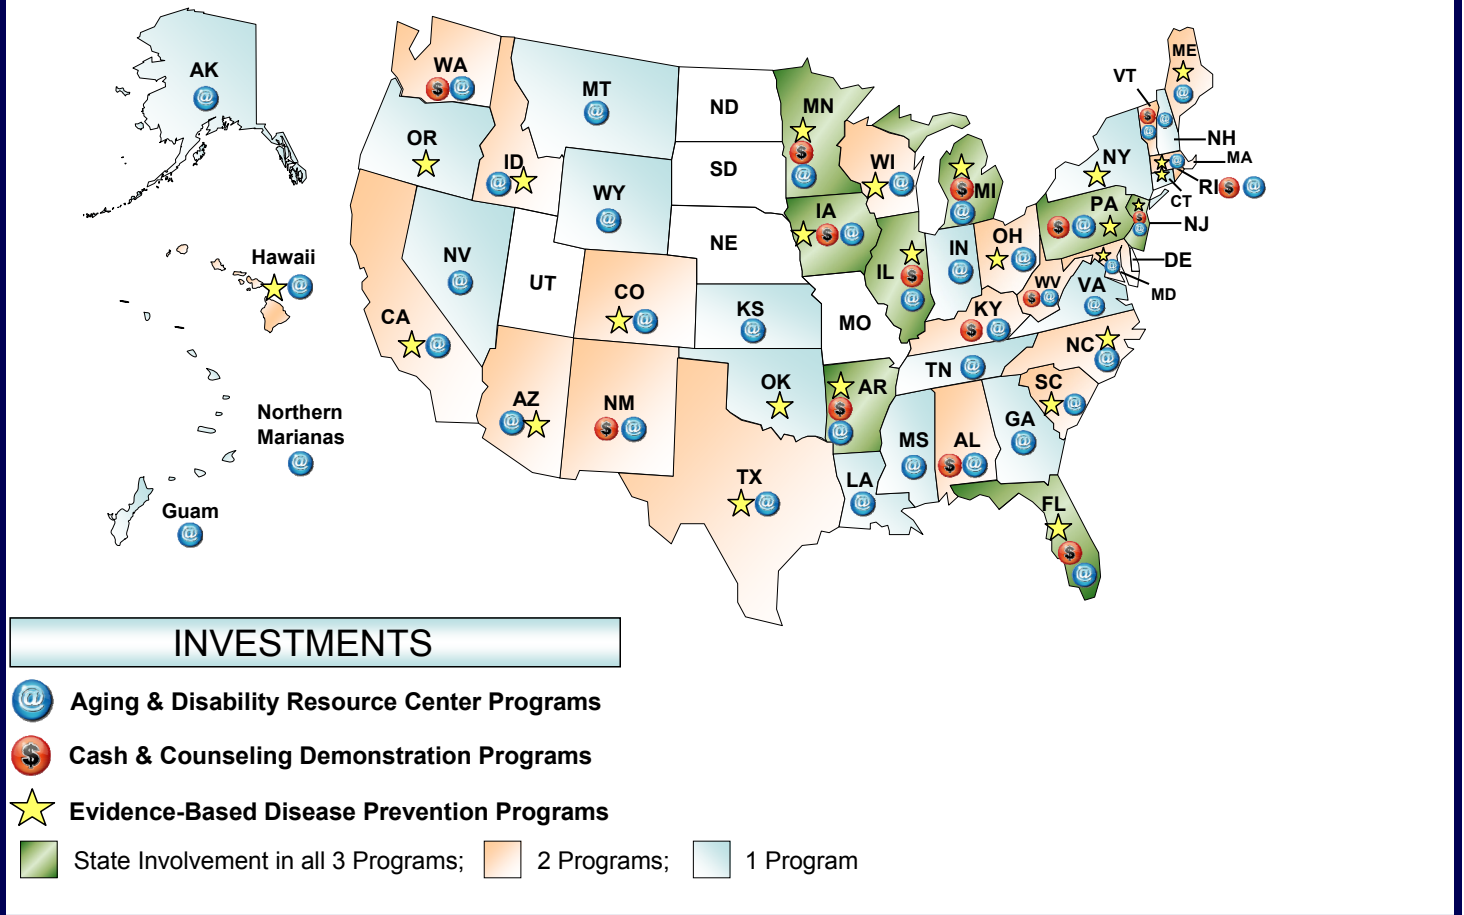 AK
WA
MT
ND
MN
ME
VT
OR
ID
SD
WI
MI
NY
NH
MA
RI
CT
WY
IA
PA
NJ
Hawaii
NV
UT
NE
IL
IN
OH
DE
CO
WV
VA
MD
CA
KS
MO
KY
NC
TN
AZ
NM
OK
AR
SC
Northern
Marianas
MS
AL
GA
TX
LA
FL
Guam
INVESTMENTS
@ Aging & Disability Resource Center Programs
$ Cash & Counseling Demonstration Programs
Evidence-Based Disease Prevention Programs
State Involvement in all 3 Programs; 2 Programs; 1 Program